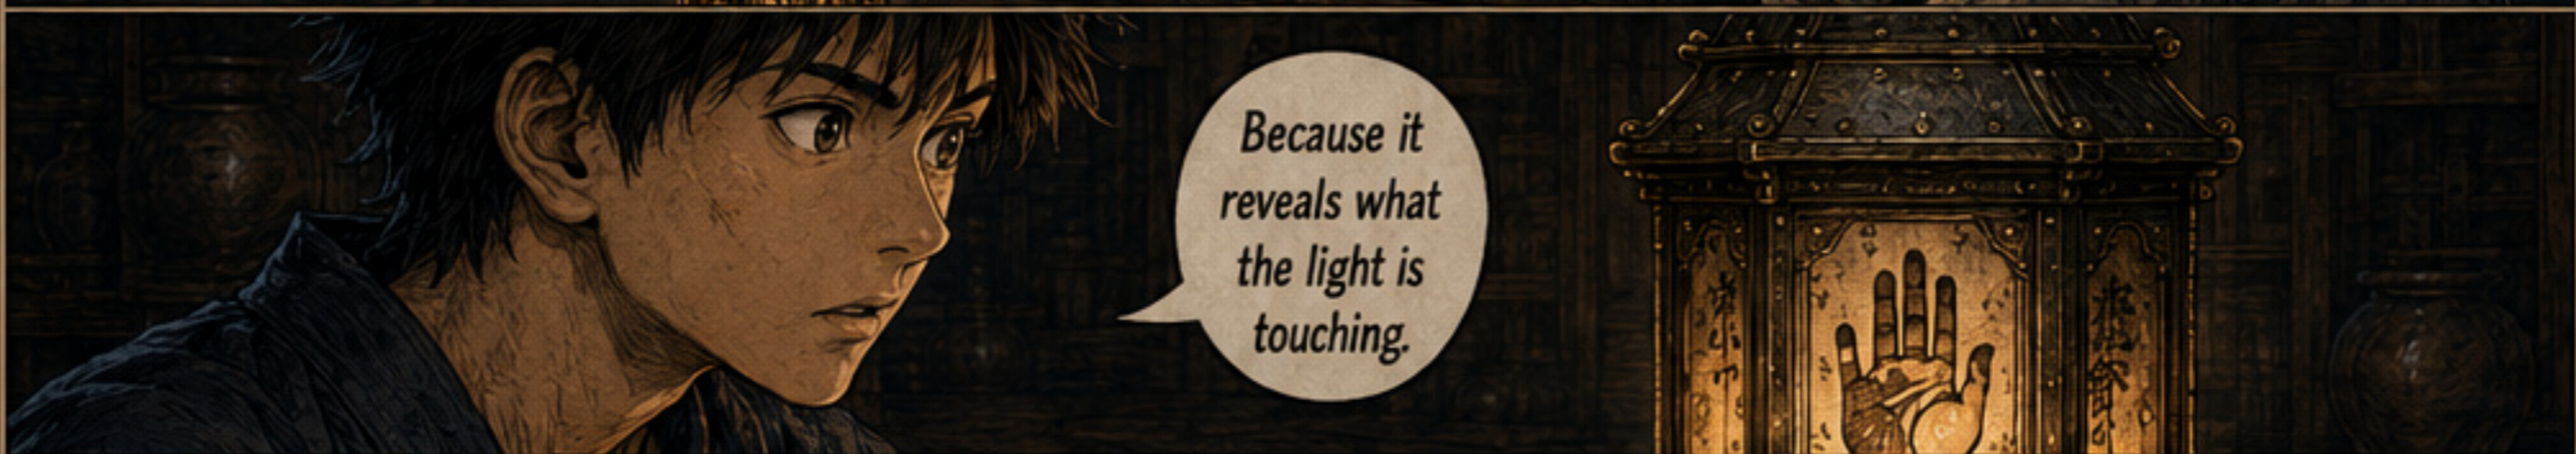 Because it
reveals what
the light is
touching.